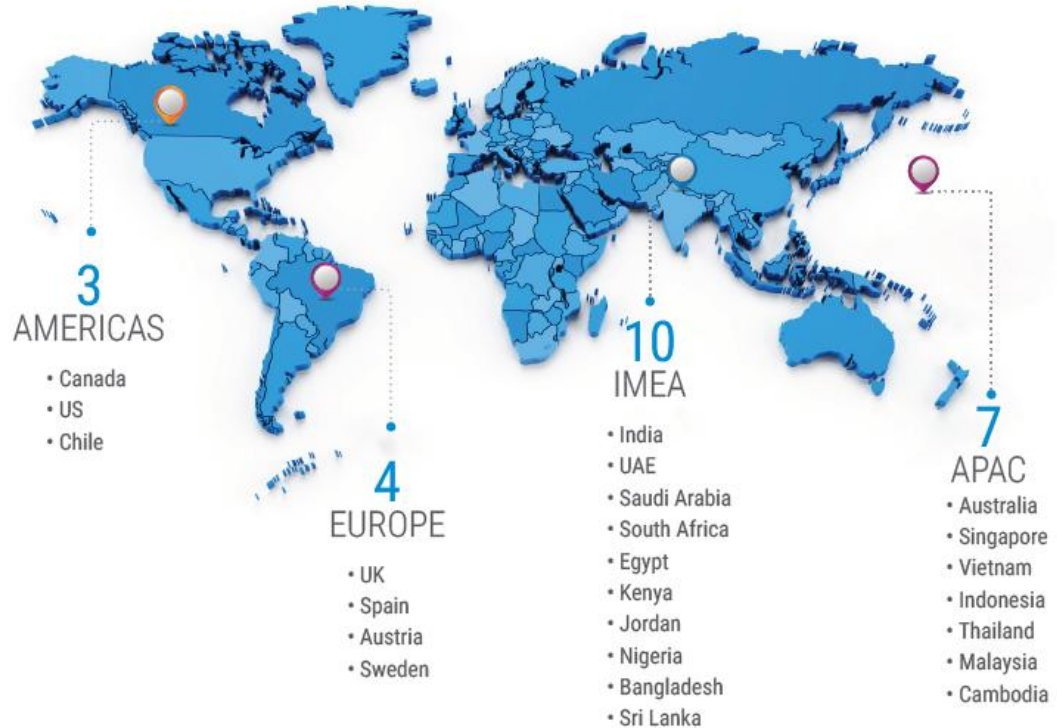 3
AMERICAS
• Canada
• US
• Chile
4
EUROPE
• UK
• Spain
• Austria
• Sweden
10
IMEA
• India
• UAE
• Saudi Arabia
• South Africa
• Egypt
• Kenya
• Jordan
• Nigeria
• Bangladesh
• Sri Lanka
7
APAC
• Australia
• Singapore
• Vietnam
• Indonesia
• Thailand
• Malaysia
• Cambodia